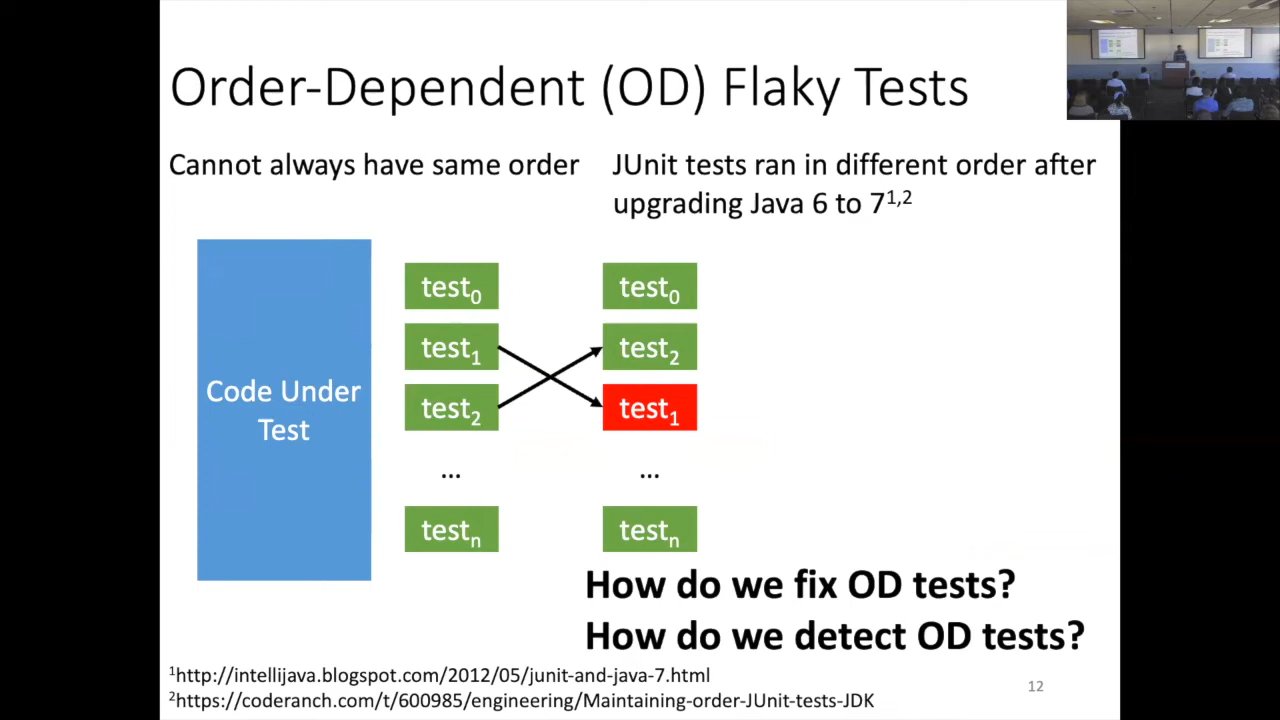 Order-Dependent (OD) Flaky Tests
Cannot always have same order
JUnit tests ran in different order after
upgrading Java 6 to 7¹,²
Code Under
Test
test₀
test₁
test₂
...
testₙ
test₀
test₂
test₁
...
testₙ
How do we fix OD tests?
How do we detect OD tests?
¹http://intellijava.blogspot.com/2012/05/junit-and-java-7.html
²https://coderanch.com/t/600985/engineering/Maintaining-order-JUnit-tests-JDK
12